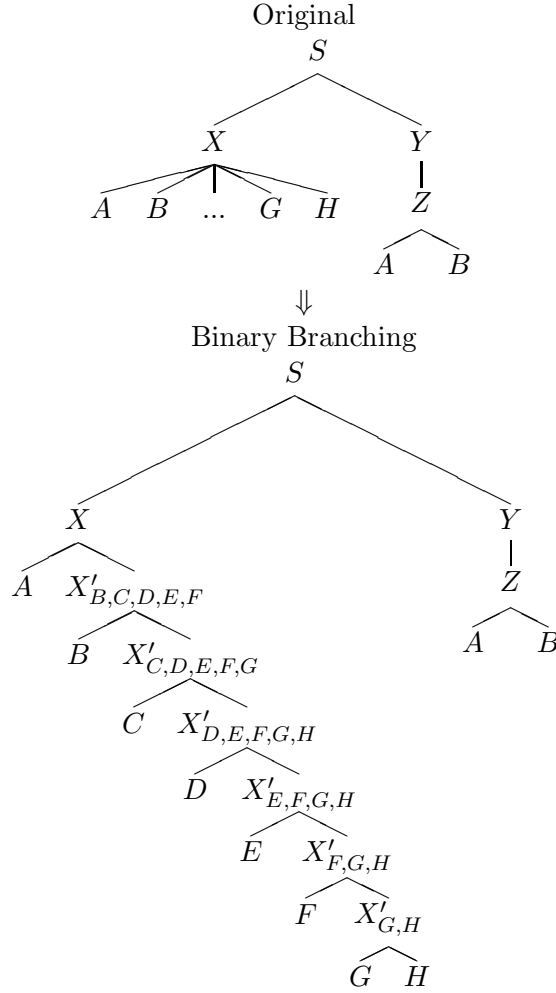 Original
S
X Y
A B ... G H Z
A B
⇓
Binary Branching
S
X Y
A X′_{B,C,D,E,F} Z
B X′_{C,D,E,F,G} A B
C X′_{D,E,F,G,H}
D X′_{E,F,G,H}
E X′_{F,G,H}
F X′_{G,H}
G H